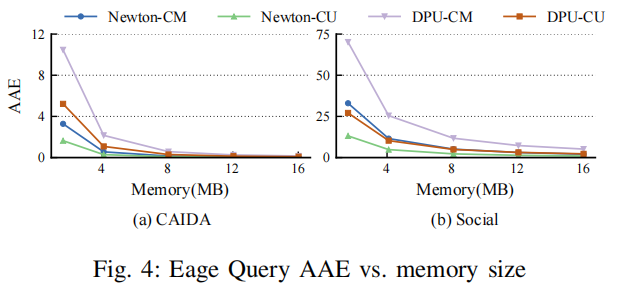 Newton-CM Newton-CU DPU-CM DPU-CU
12
8
4
0
AAE
4 8 12 16
Memory(MB)
(a) CAIDA
75
50
25
0
4 8 12 16
Memory(MB)
(b) Social
Fig. 4: Eage Query AAE vs. memory size